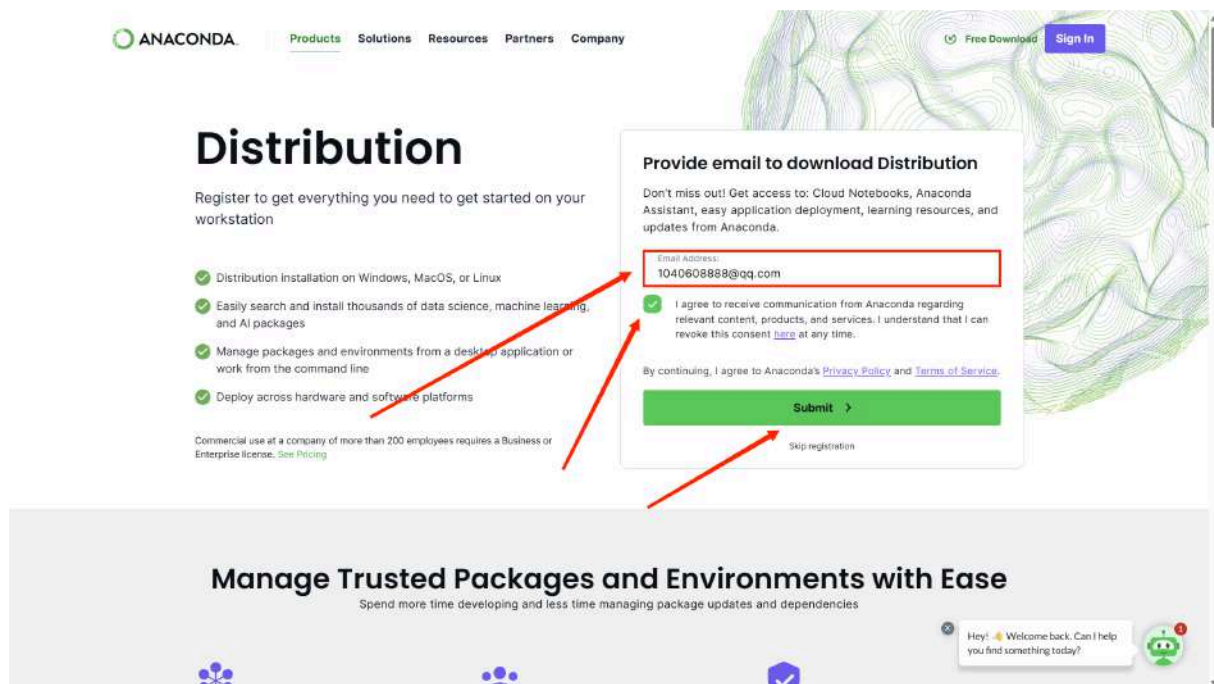 ANACONDA.
Products Solutions Resources Partners Company
Free Download
Sign In
Distribution
Register to get everything you need to get started on your
workstation
Distribution installation on Windows, MacOS, or Linux
Easily search and install thousands of data science, machine learning,
and AI packages
Manage packages and environments from a desktop application or
work from the command line
Deploy across hardware and software platforms
Commercial use at a company of more than 200 employees requires a Business or
Enterprise license. See Pricing
Provide email to download Distribution
Don't miss out! Get access to: Cloud Notebooks, Anaconda
Assistant, easy application deployment, learning resources, and
updates from Anaconda.
Email Address:
1040608888@qq.com
I agree to receive communication from Anaconda regarding
relevant content, products, and services. I understand that I can
revoke this consent here at any time.
By continuing, I agree to Anaconda's Privacy Policy and Terms of Service.
Submit >
Skip registration
Manage Trusted Packages and Environments with Ease
Spend more time developing and less time managing package updates and dependencies
Hey! 👋 Welcome back. Can I help
you find something today?
1